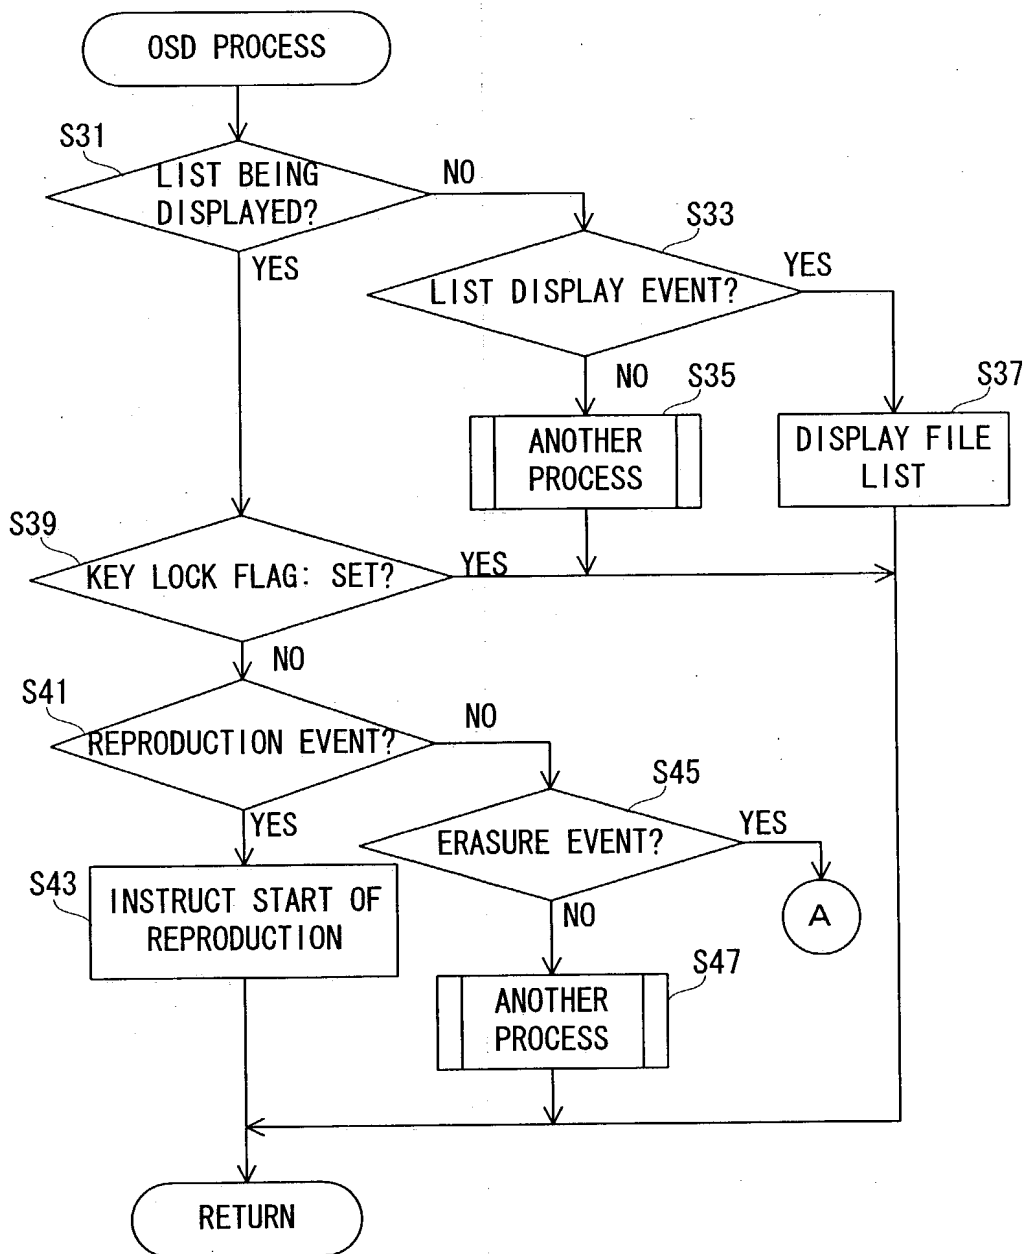 OSD PROCESS
S31
LIST BEING
DISPLAYED?
NO
YES
S33
LIST DISPLAY EVENT?
YES
NO
S35
ANOTHER
PROCESS
S37
DISPLAY FILE
LIST
S39
KEY LOCK FLAG: SET?
YES
NO
S41
REPRODUCTION EVENT?
NO
YES
S45
ERASURE EVENT?
YES
A
NO
S43
INSTRUCT START OF
REPRODUCTION
S47
ANOTHER
PROCESS
RETURN